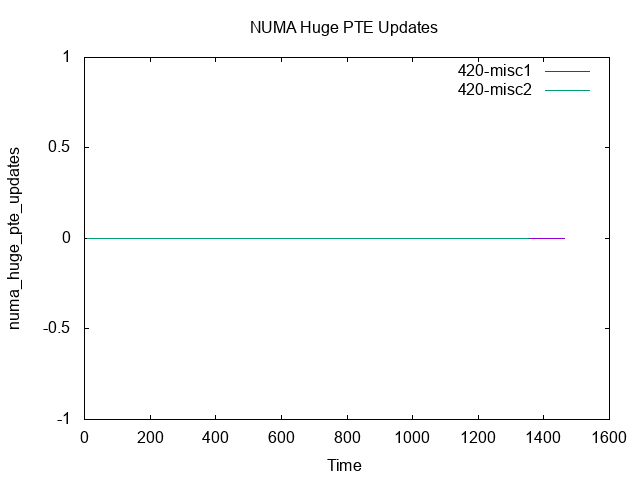 NUMA Huge PTE Updates
1
420-misc1
420-misc2
0.5
0
-0.5
-1
numa_huge_pte_updates
0 200 400 600 800 1000 1200 1400 1600
Time